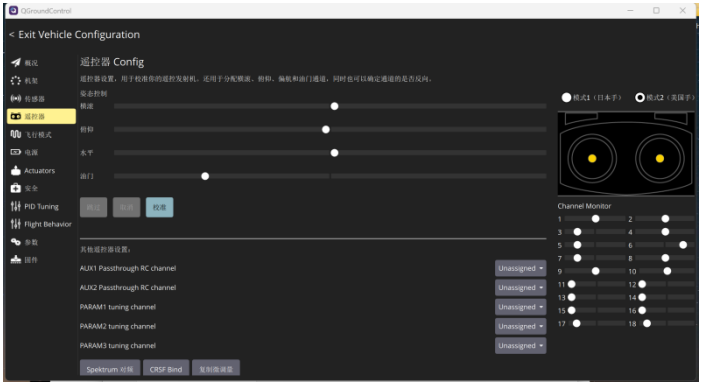 QGroundControl
< Exit Vehicle Configuration
概况
机架
传感器
遥控器
飞行模式
电源
Actuators
安全
PID Tuning
Flight Behavior
参数
固件
遥控器 Config
遥控器设置,用于校准你的遥控发射机。还用于分配横滚、俯仰、偏航和油门通道,同时也可以确定通道的是否反向。
姿态控制
横滚
俯仰
水平
油门
跳过 取消 校准
其他遥控器设置:
AUX1 Passthrough RC channel Unassigned
AUX2 Passthrough RC channel Unassigned
PARAM1 tuning channel Unassigned
PARAM2 tuning channel Unassigned
PARAM3 tuning channel Unassigned
Spektrum 对频 CRSF Bind 复制微调量
模式1(日本手) 模式2(美国手)
Channel Monitor
1 2
3 4
5 6
7 8
9 10
11 12
13 14
15 16
17 18